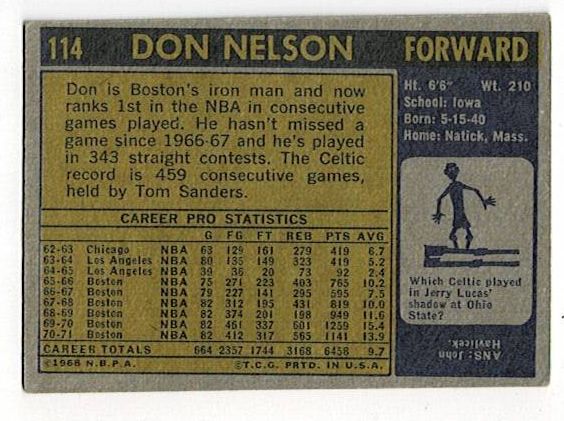 114 DON NELSON FORWARD
Don is Boston's iron man and now
ranks 1st in the NBA in consecutive
games played. He hasn't missed a
game since 1966-67 and he's played
in 343 straight contests. The Celtic
record is 459 consecutive games,
held by Tom Sanders.
Ht. 6'6" Wt. 210
School: Iowa
Born: 5-15-40
Home: Natick, Mass.
CAREER PRO STATISTICS
G FG FT REB PTS AVG
62-63 Chicago NBA 63 129 161 279 419 6.7
63-64 Los Angeles NBA 80 135 149 323 419 5.2
64-65 Los Angeles NBA 39 36 20 73 92 2.4
65-66 Boston NBA 75 271 223 403 765 10.2
66-67 Boston NBA 79 227 141 295 595 7.5
67-68 Boston NBA 82 312 195 431 819 10.0
68-69 Boston NBA 82 374 201 198 949 11.6
69-70 Boston NBA 82 461 337 601 1259 15.4
70-71 Boston NBA 82 412 317 565 1141 13.9
CAREER TOTALS 664 2357 1744 3168 6458 9.7
©1968 N.B.P.A. ©T.C.G. PRTD. IN U.S.A.
Which Celtic played
in Jerry Lucas'
shadow at Ohio
State?
ANS: John
Havlicek.